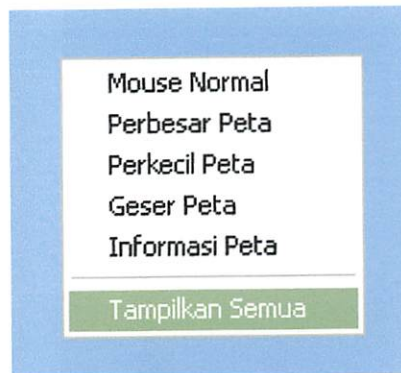 Mouse Normal
Perbesar Peta
Perkecil Peta
Geser Peta
Informasi Peta
Tampilkan Semua